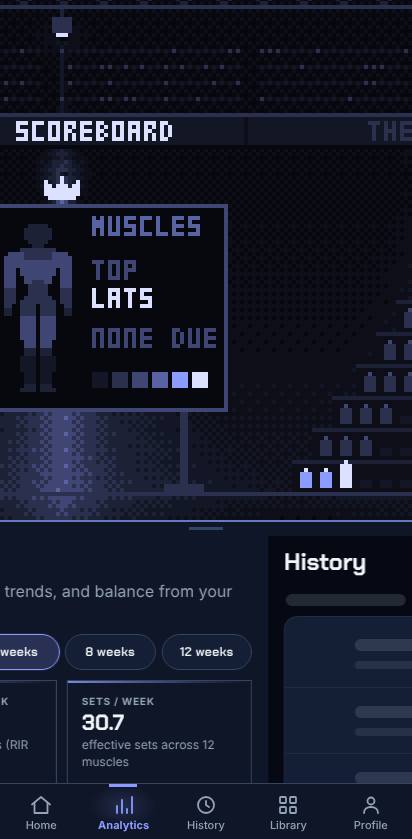 SCOREBOARD
THE
MUSCLES
TOP
LATS
NONE DUE
trends, and balance from your
History
weeks
8 weeks
12 weeks
K
SETS / WEEK
30.7
s (RIR
effective sets across 12
muscles
Home
Analytics
History
Library
Profile